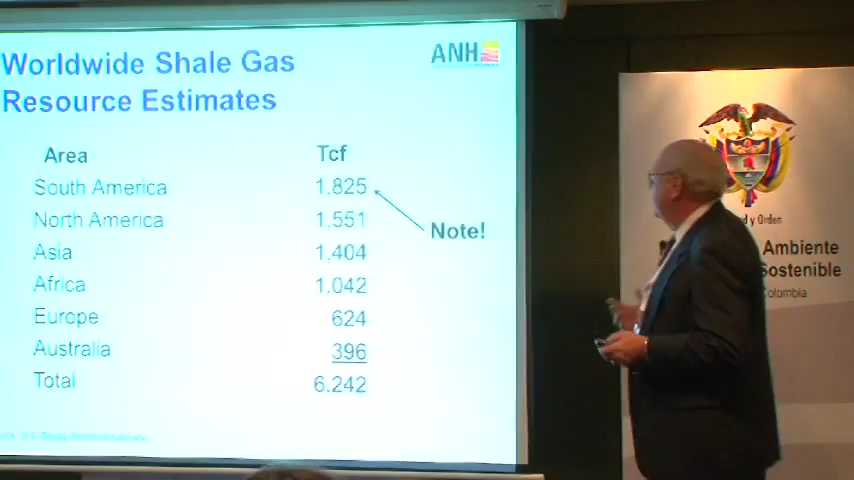 Worldwide Shale Gas
Resource Estimates
ANH
Area Tcf
South America 1,825
North America 1,551
Note!
Asia 1.404
Africa 1.042
Europe 624
Australia 396
Total 6.242
d y Orden
Ambiente
Sostenible
Colombia